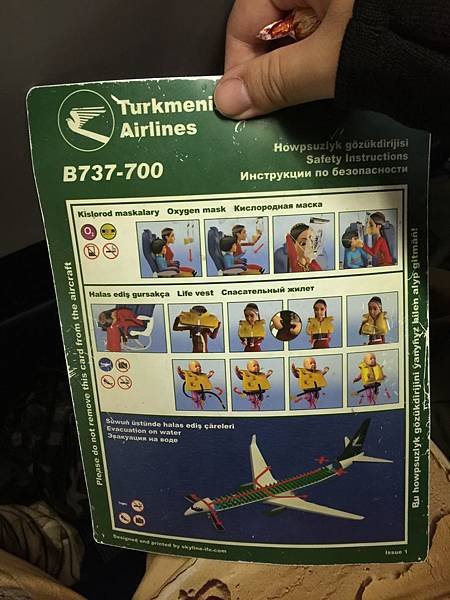 Airlines
B737-700
Howpsuzlyk gözükdirijisi
Safety Instructions
Инструкции по безопасности
Kislorod maskalary Oxygen mask Кислородная маска
O₂
Halas ediş gursakça Life vest Спасательный жилет
Suwuň üstünde halas ediş çäreleri
Evacuation on water
Эвакуация на воде
Designed and printed by skyline-ife.com
Issue 1
Please do not remove this card from the aircraft
Bu howpsuzlyk gözükdirijini ýanyňyz bilen alyp gitmäň!